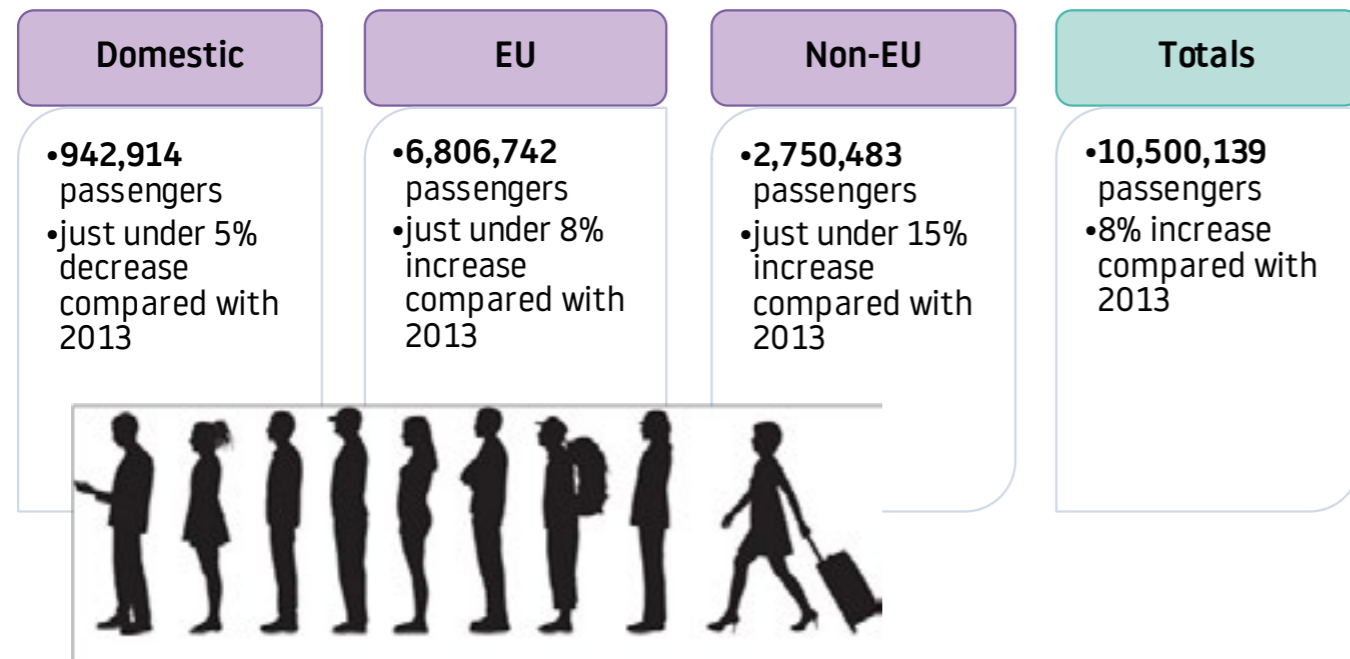 Domestic
•942,914
passengers
•just under 5%
decrease
compared with
2013
EU
•6,806,742
passengers
•just under 8%
increase
compared with
2013
Non-EU
•2,750,483
passengers
•just under 15%
increase
compared with
2013
Totals
•10,500,139
passengers
•8% increase
compared with
2013